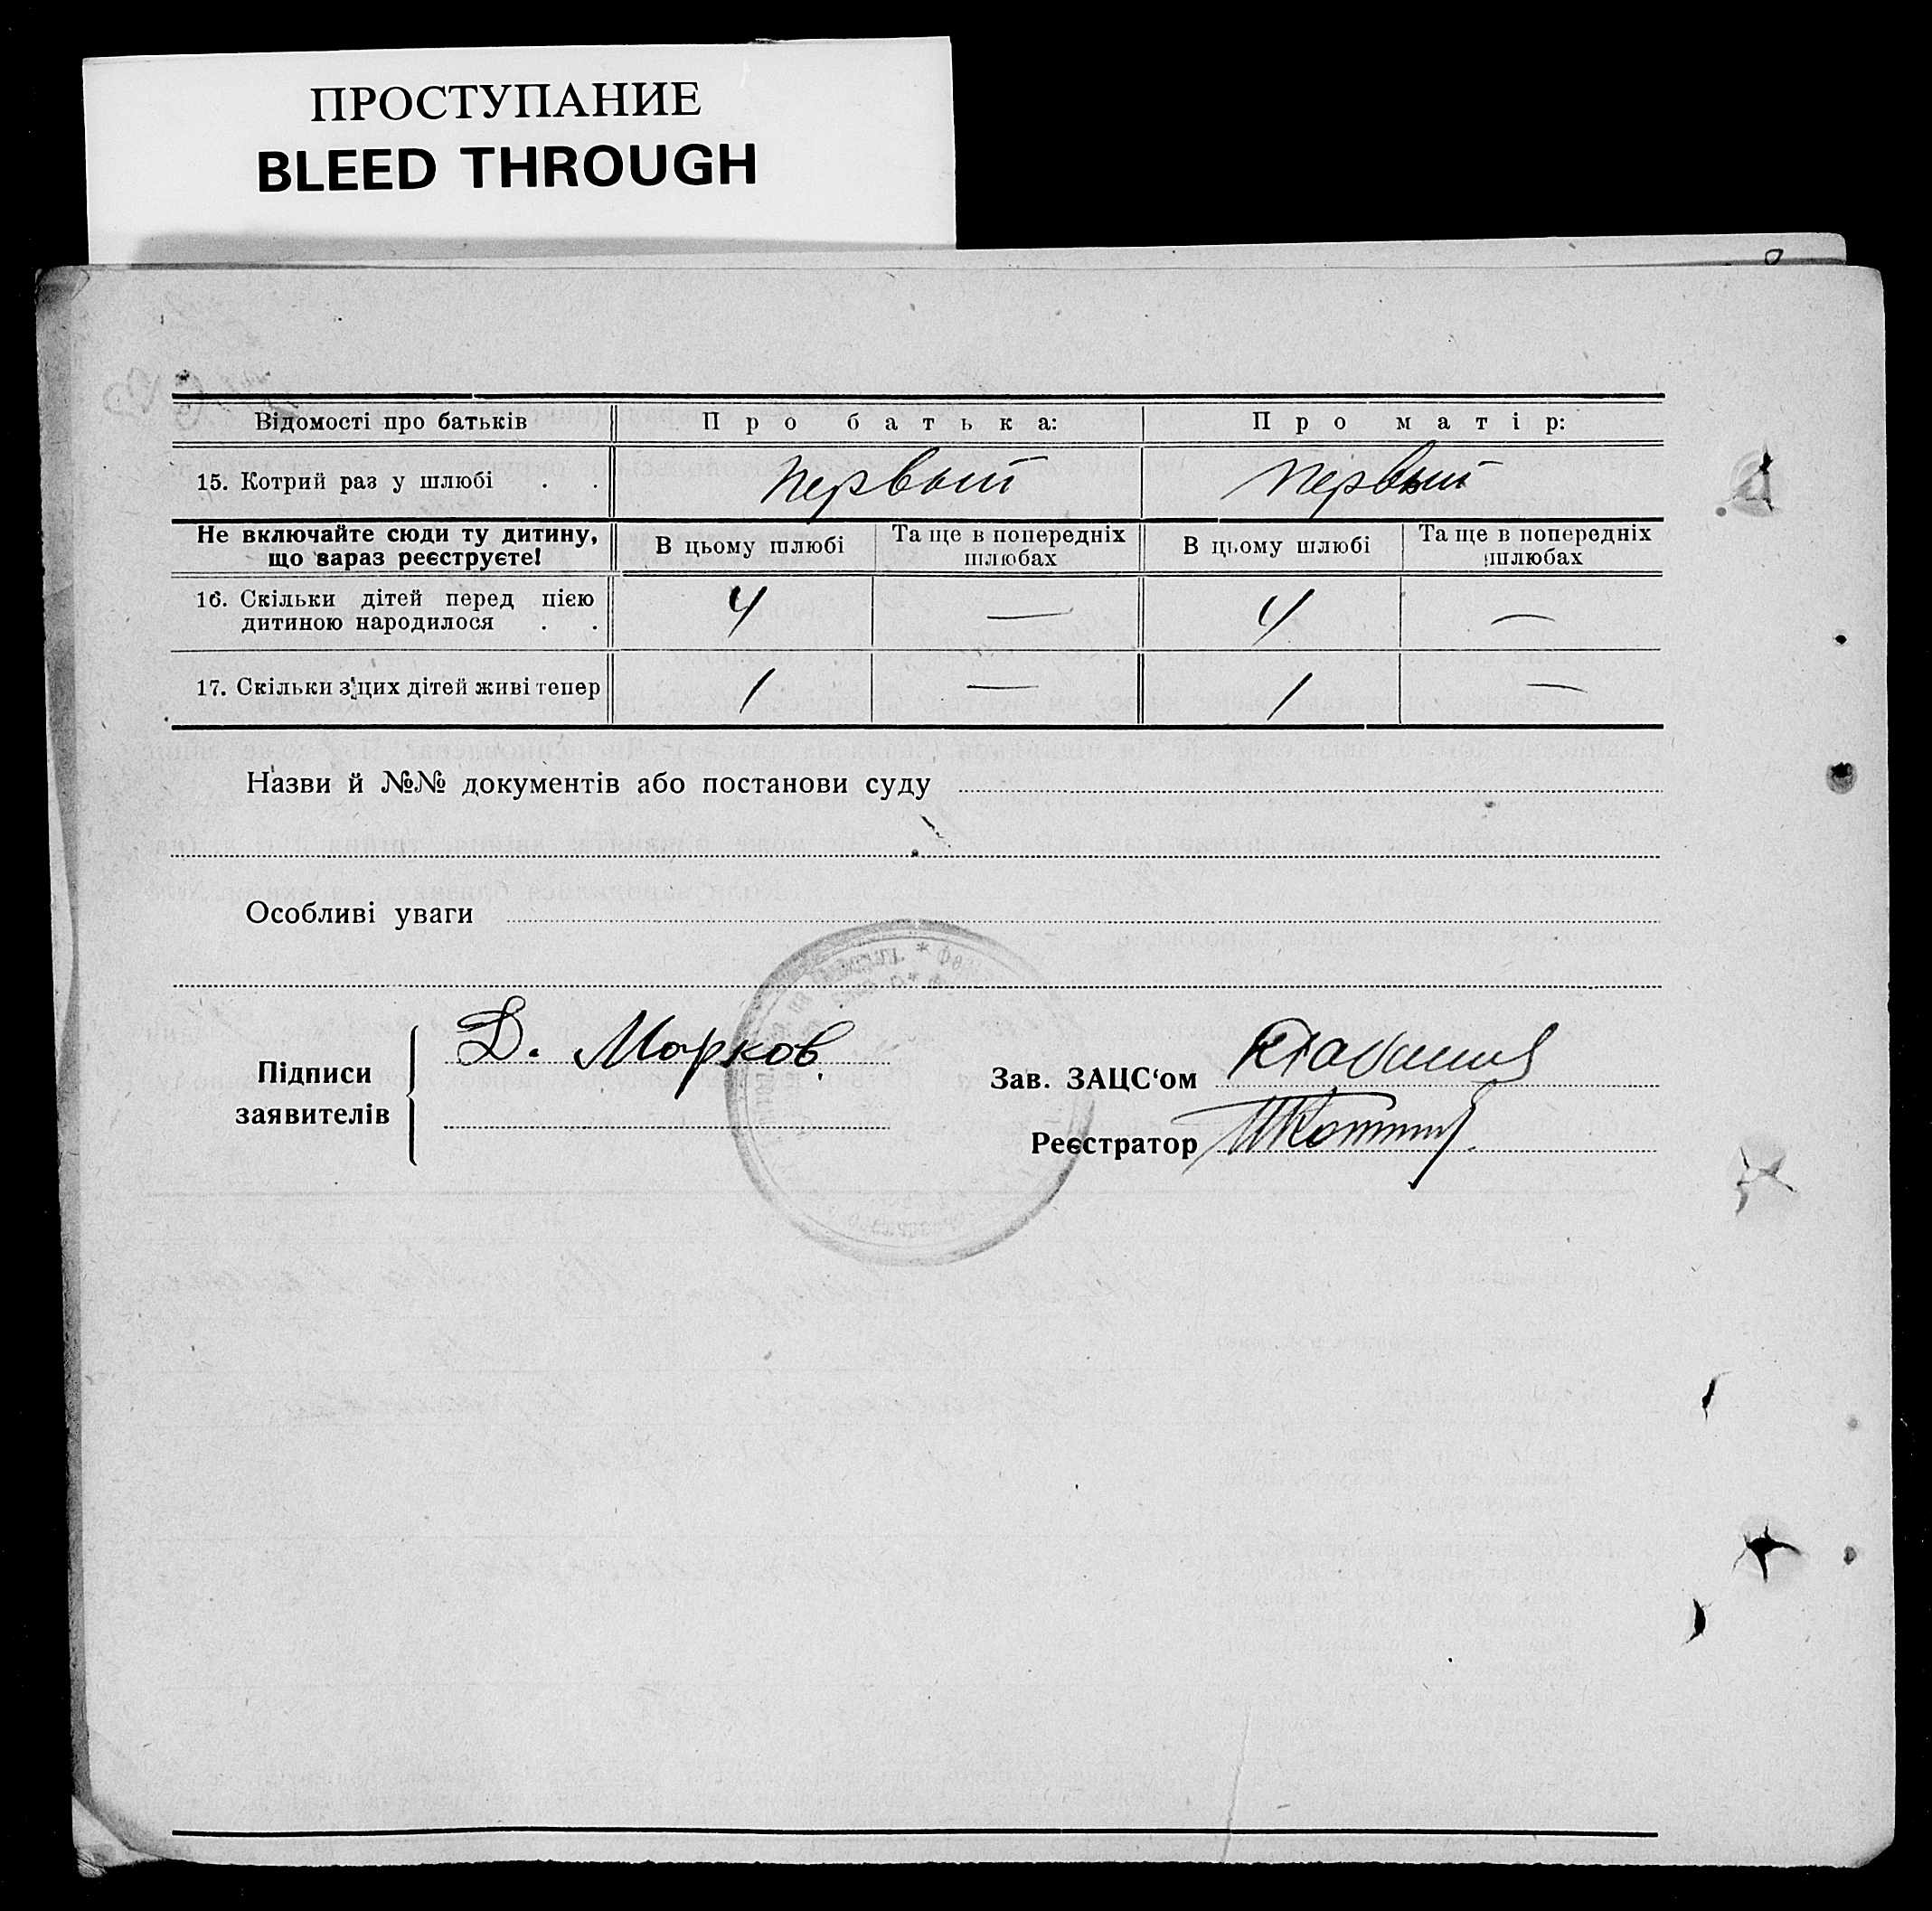 ПРОСТУПАНИЕ
BLEED THROUGH
Відомості про батьків Про батька: Про матір:
15. Котрий раз у шлюбі . . первый первый
Не включайте сюди ту дитину, що зараз реєструєте! В цьому шлюбі Та ще в попередніх шлюбах В цьому шлюбі Та ще в попередніх шлюбах
16. Скільки дітей перед цією дитиною народилося . . 4 — 4 —
17. Скільки з цих дітей живі тепер 1 — 1 —
Назви й №№ документів або постанови суду
Особливі уваги
Підписи заявителів Д. Марков
Зав. ЗАЦС‘ом
Реєстратор